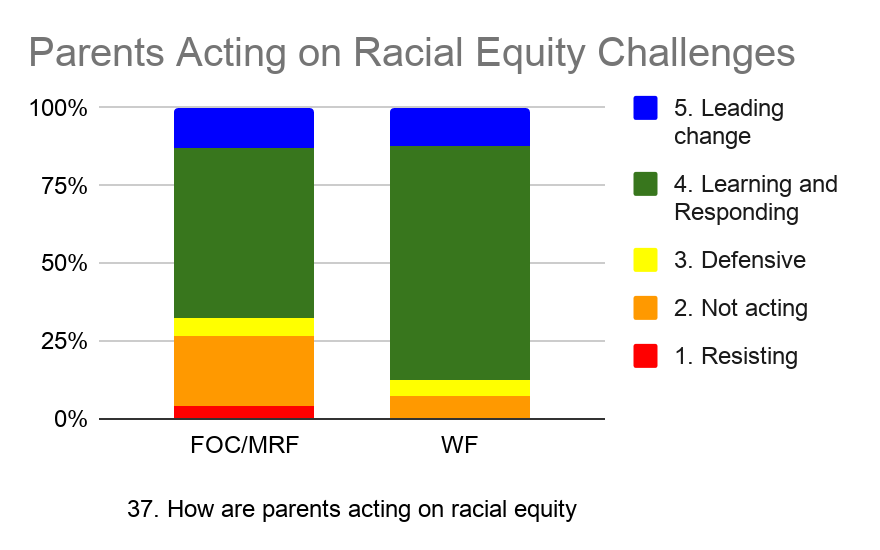 Parents Acting on Racial Equity Challenges
100%
75%
50%
25%
0%
FOC/MRF
WF
37. How are parents acting on racial equity
5. Leading
change
4. Learning and
Responding
3. Defensive
2. Not acting
1. Resisting